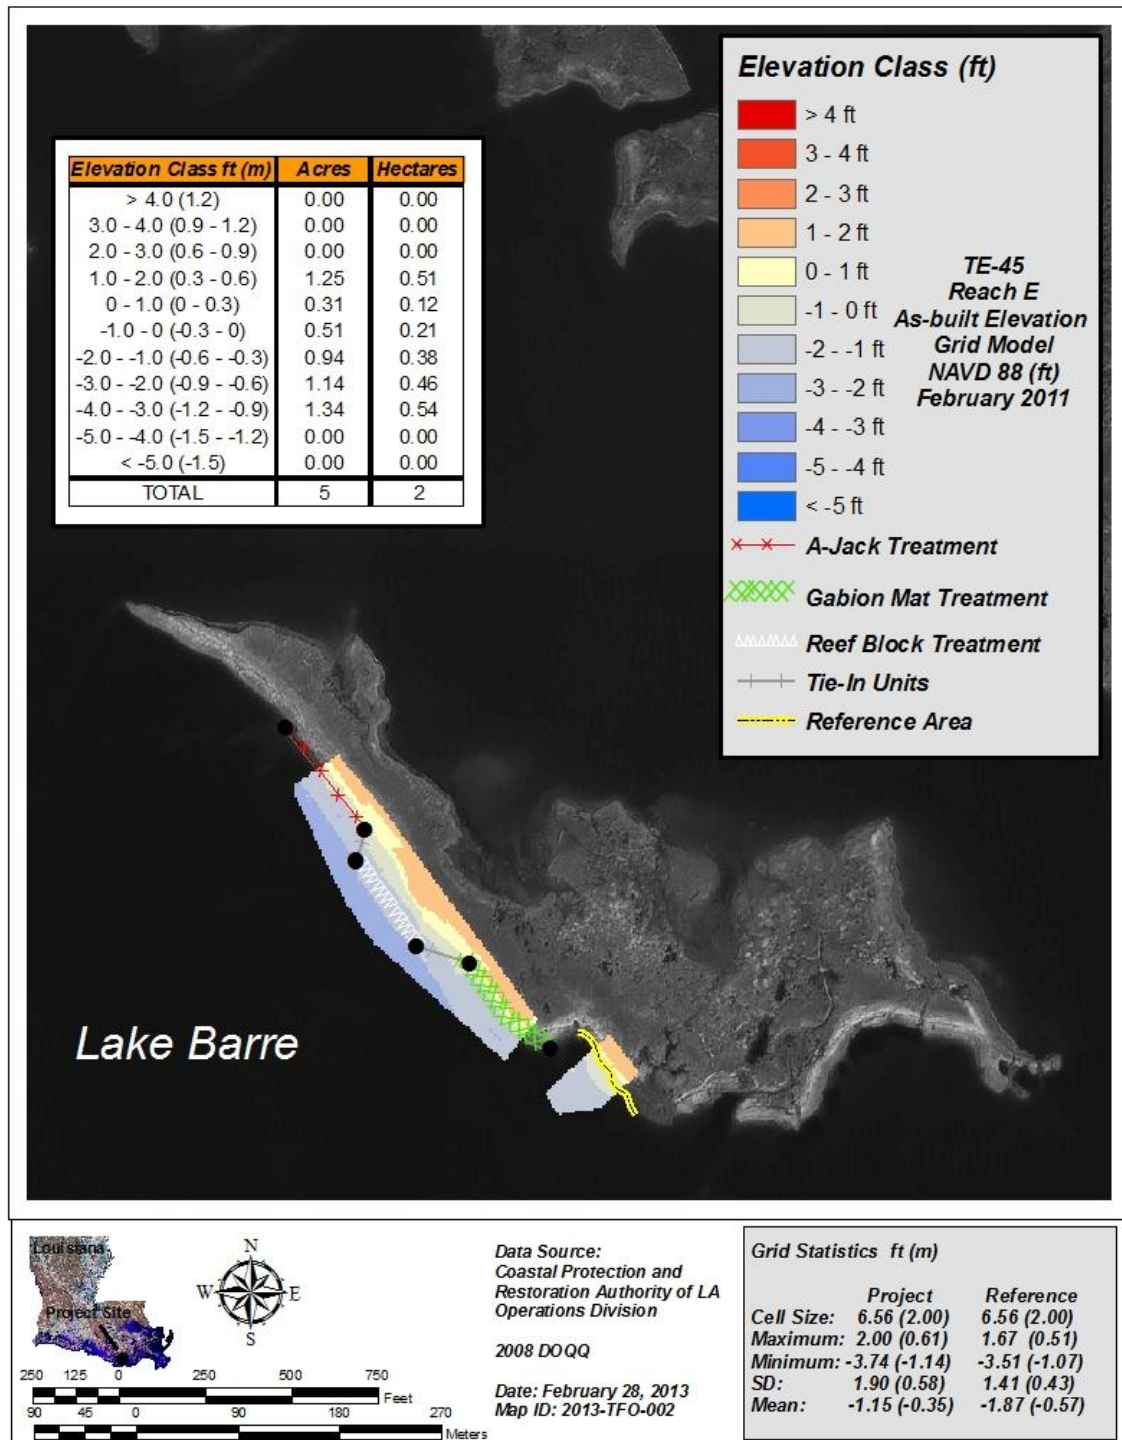 Elevation Class ft (m) Acres Hectares
> 4.0 (1.2) 0.00 0.00
3.0 - 4.0 (0.9 - 1.2) 0.00 0.00
2.0 - 3.0 (0.6 - 0.9) 0.00 0.00
1.0 - 2.0 (0.3 - 0.6) 1.25 0.51
0 - 1.0 (0 - 0.3) 0.31 0.12
-1.0 - 0 (-0.3 - 0) 0.51 0.21
-2.0 - -1.0 (-0.6 - -0.3) 0.94 0.38
-3.0 - -2.0 (-0.9 - -0.6) 1.14 0.46
-4.0 - -3.0 (-1.2 - -0.9) 1.34 0.54
-5.0 - -4.0 (-1.5 - -1.2) 0.00 0.00
< -5.0 (-1.5) 0.00 0.00
TOTAL 5 2
Elevation Class (ft)
> 4 ft
3 - 4 ft
2 - 3 ft
1 - 2 ft
0 - 1 ft
-1 - 0 ft
-2 - -1 ft
-3 - -2 ft
-4 - -3 ft
-5 - -4 ft
< -5 ft
TE-45
Reach E
As-built Elevation
Grid Model
NAVD 88 (ft)
February 2011
A-Jack Treatment
Gabion Mat Treatment
Reef Block Treatment
Tie-In Units
Reference Area
Lake Barre
Louisiana
Project Site
N
W E
S
250 125 0 250 500 750
Feet
90 45 0 90 180 270
Meters
Data Source:
Coastal Protection and
Restoration Authority of LA
Operations Division
2008 DOQQ
Date: February 28, 2013
Map ID: 2013-TFO-002
Grid Statistics ft (m)
Project Reference
Cell Size: 6.56 (2.00) 6.56 (2.00)
Maximum: 2.00 (0.61) 1.67 (0.51)
Minimum: -3.74 (-1.14) -3.51 (-1.07)
SD: 1.90 (0.58) 1.41 (0.43)
Mean: -1.15 (-0.35) -1.87 (-0.57)